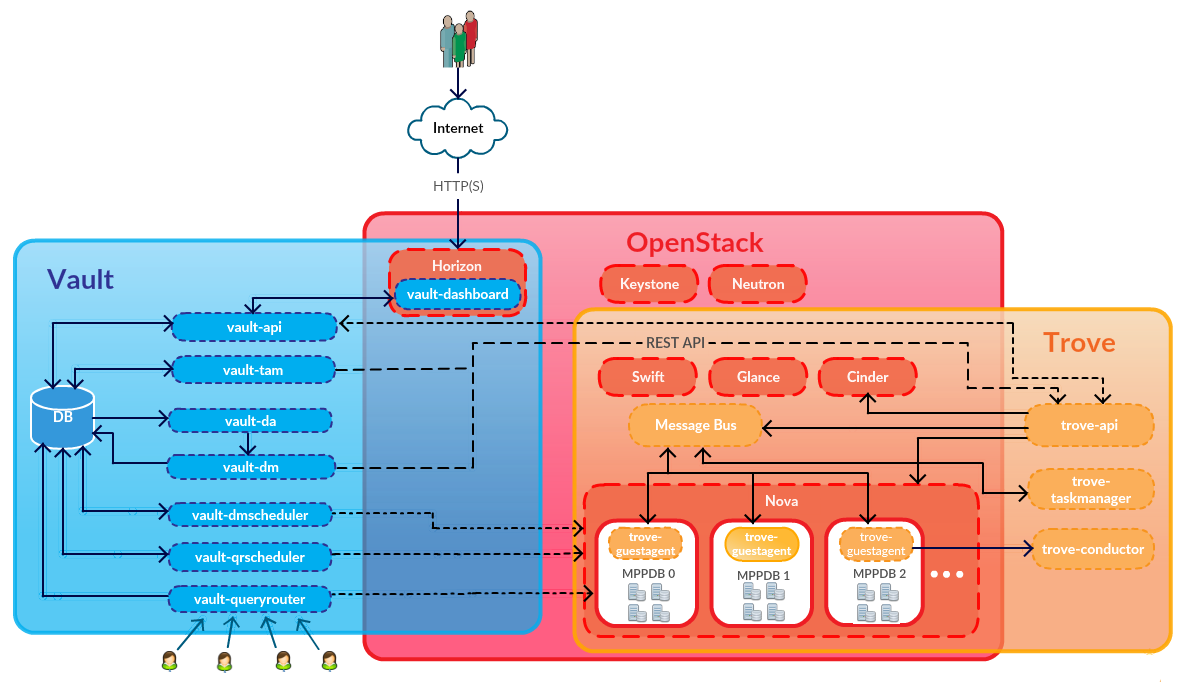 Internet
HTTP(S)
OpenStack
Vault
Horizon
vault-dashboard
Keystone
Neutron
vault-api
REST API
Trove
vault-tam
Swift
Glance
Cinder
DB
vault-da
Message Bus
trove-api
vault-dm
trove-
taskmanager
Nova
vault-dmscheduler
trove-
guestagent
trove-
guestagent
trove-
guestagent
trove-conductor
vault-qrscheduler
MPPDB 0
MPPDB 1
MPPDB 2
vault-queryrouter